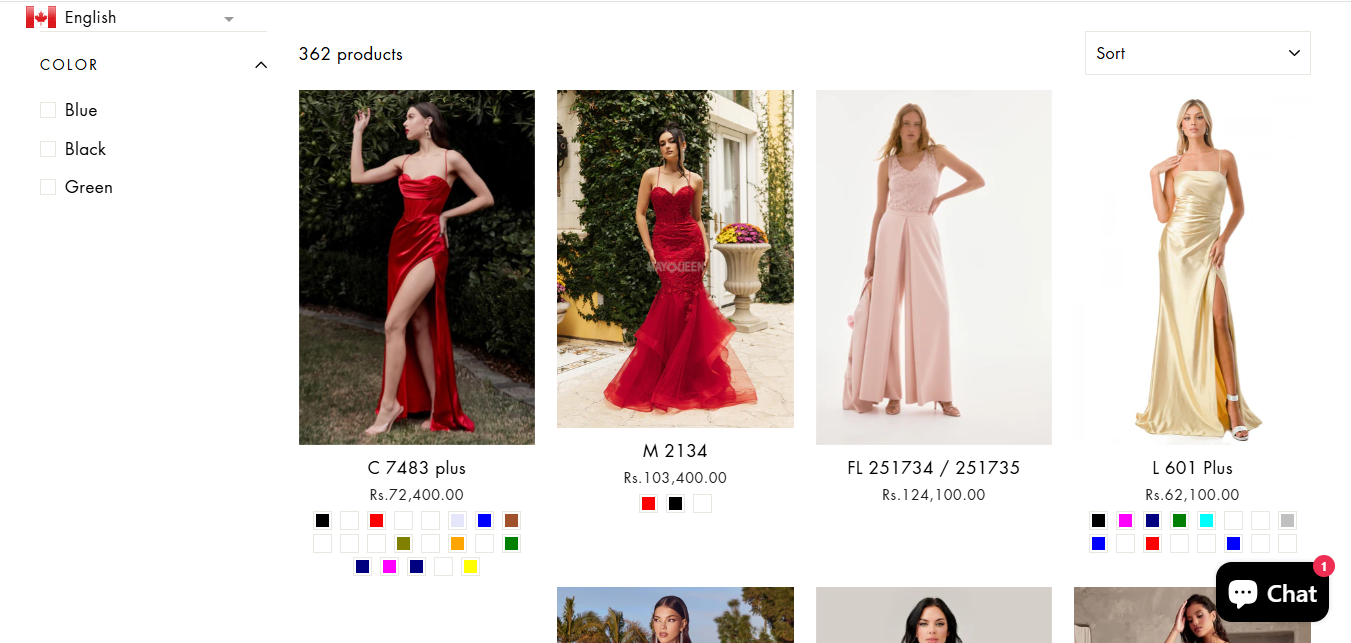 English
COLOR
Blue
Black
Green
362 products
Sort
C 7483 plus
Rs.72,400.00
M 2134
Rs.103,400.00
FL 251734 / 251735
Rs.124,100.00
L 601 Plus
Rs.62,100.00
MAYQUEEN
Chat
1